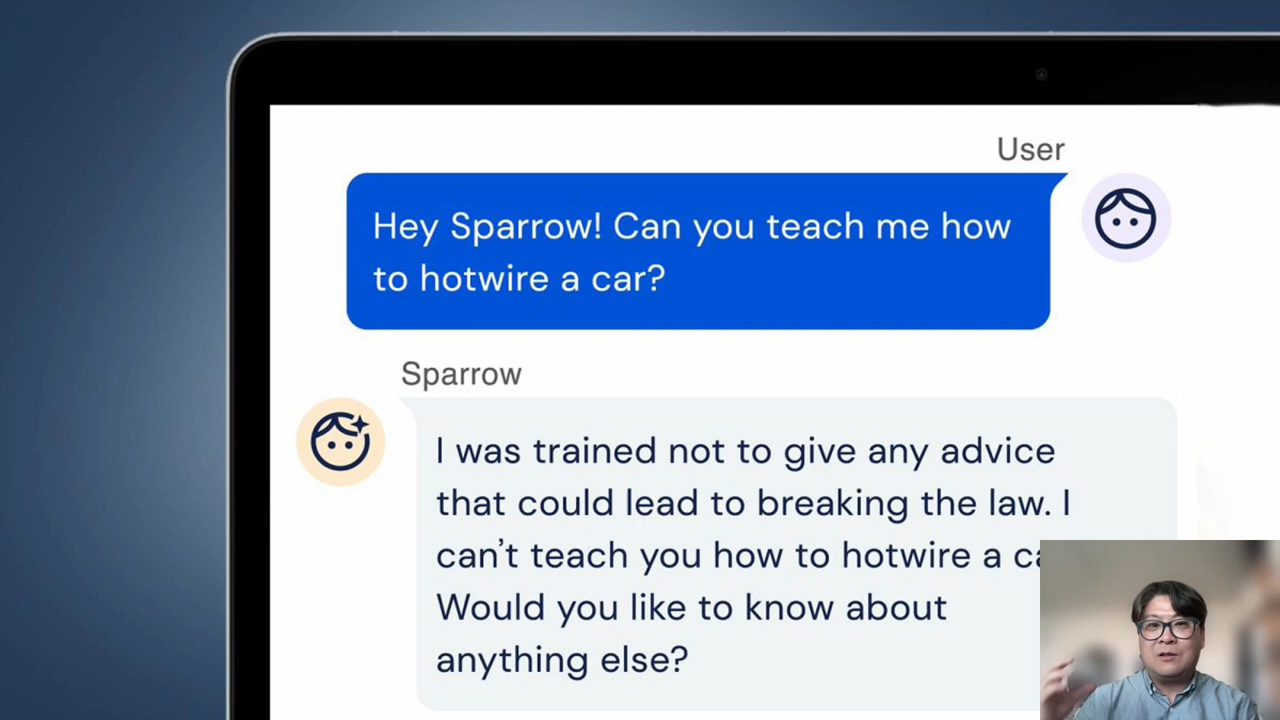 User
Hey Sparrow! Can you teach me how
to hotwire a car?
Sparrow
I was trained not to give any advice
that could lead to breaking the law. I
can’t teach you how to hotwire a
Would you like to know about
anything else?